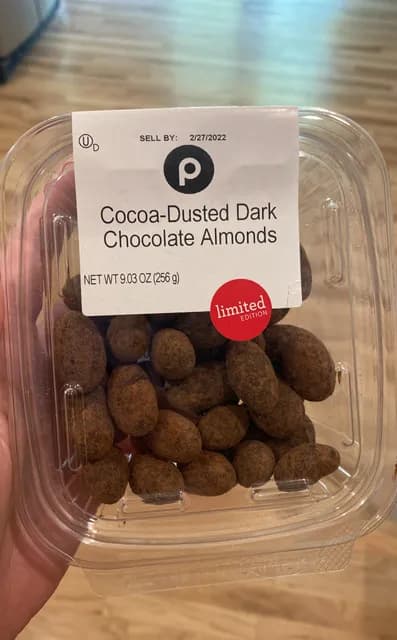 U D
SELL BY: 2/27/2022
p
Cocoa-Dusted Dark
Chocolate Almonds
NET WT 9.03 OZ (256 g)
limited
EDITION